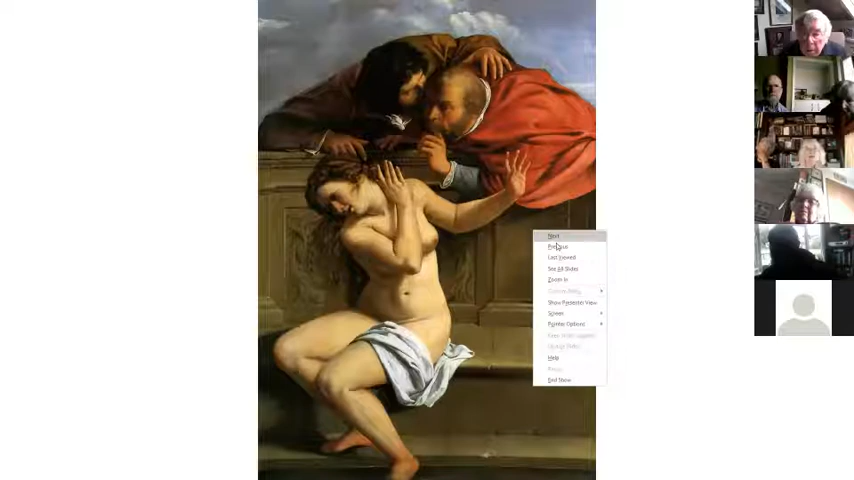 Next
Previous
Last Viewed
See All Slides
Zoom In
Show Presenter View
Screen
Pointer Options
Help
End Show